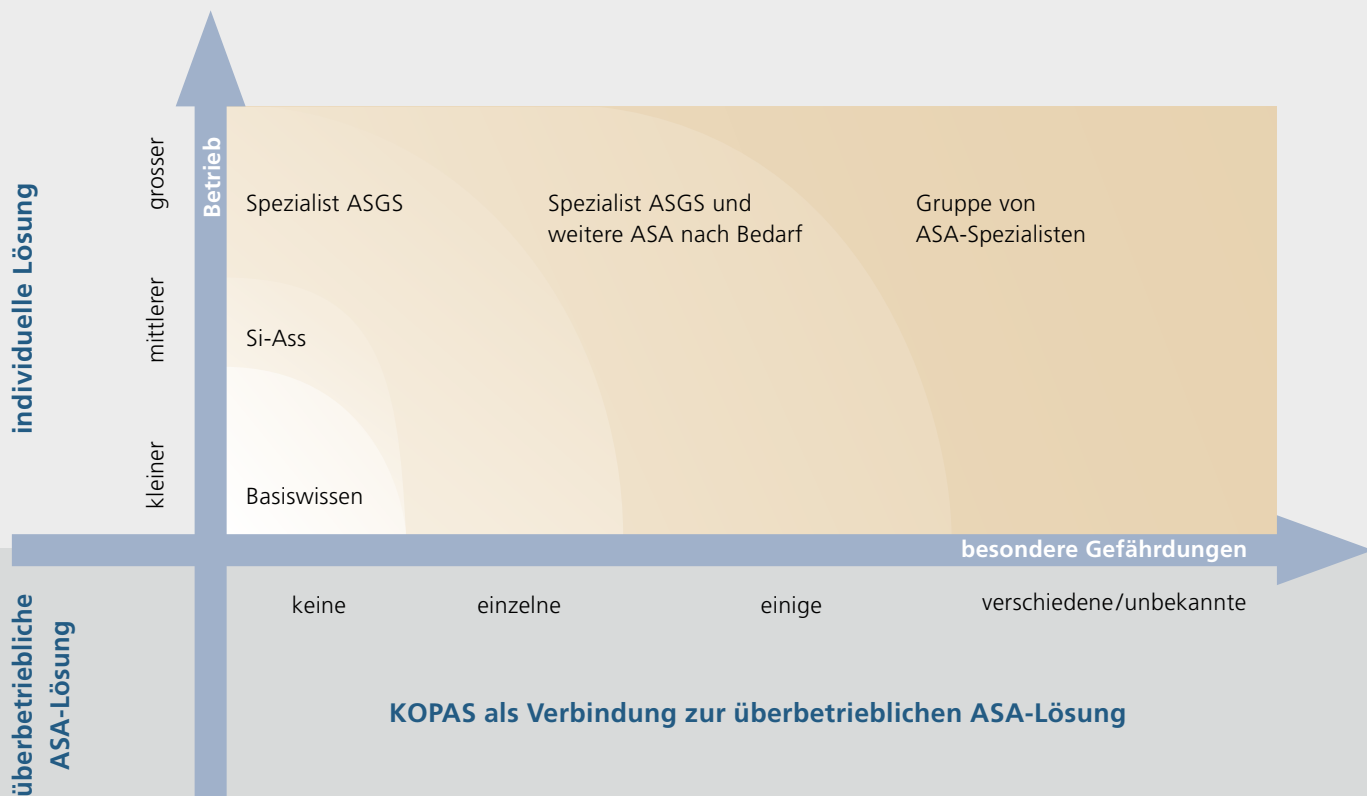 individuelle Lösung
grosser
mittlerer
kleiner
Betrieb
Spezialist ASGS
Spezialist ASGS und
weitere ASA nach Bedarf
Gruppe von
ASA-Spezialisten
Si-Ass
Basiswissen
besondere Gefährdungen
keine
einzelne
einige
verschiedene/unbekannte
überbetriebliche
ASA-Lösung
KOPAS als Verbindung zur überbetrieblichen ASA-Lösung